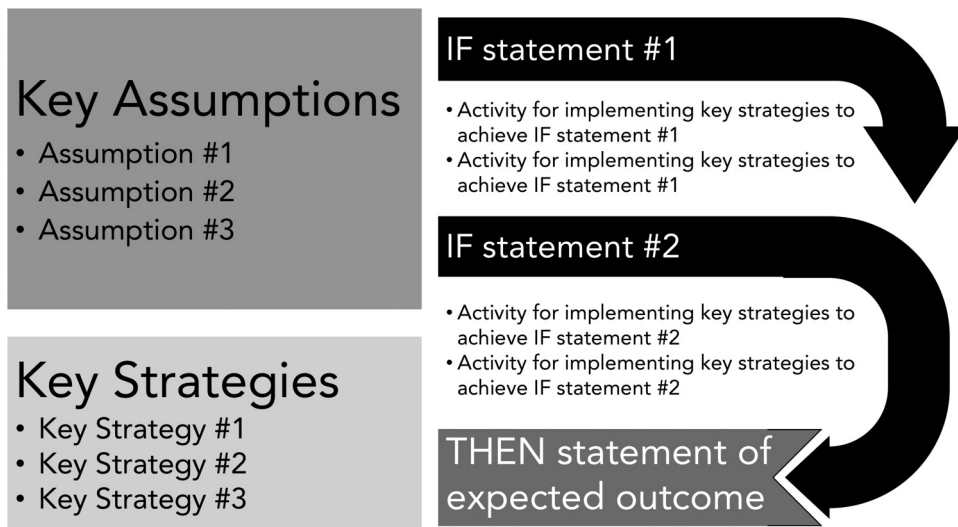 Key Assumptions
• Assumption #1
• Assumption #2
• Assumption #3
Key Strategies
• Key Strategy #1
• Key Strategy #2
• Key Strategy #3
IF statement #1
• Activity for implementing key strategies to
achieve IF statement #1
• Activity for implementing key strategies to
achieve IF statement #1
IF statement #2
• Activity for implementing key strategies to
achieve IF statement #2
• Activity for implementing key strategies to
achieve IF statement #2
THEN statement of
expected outcome